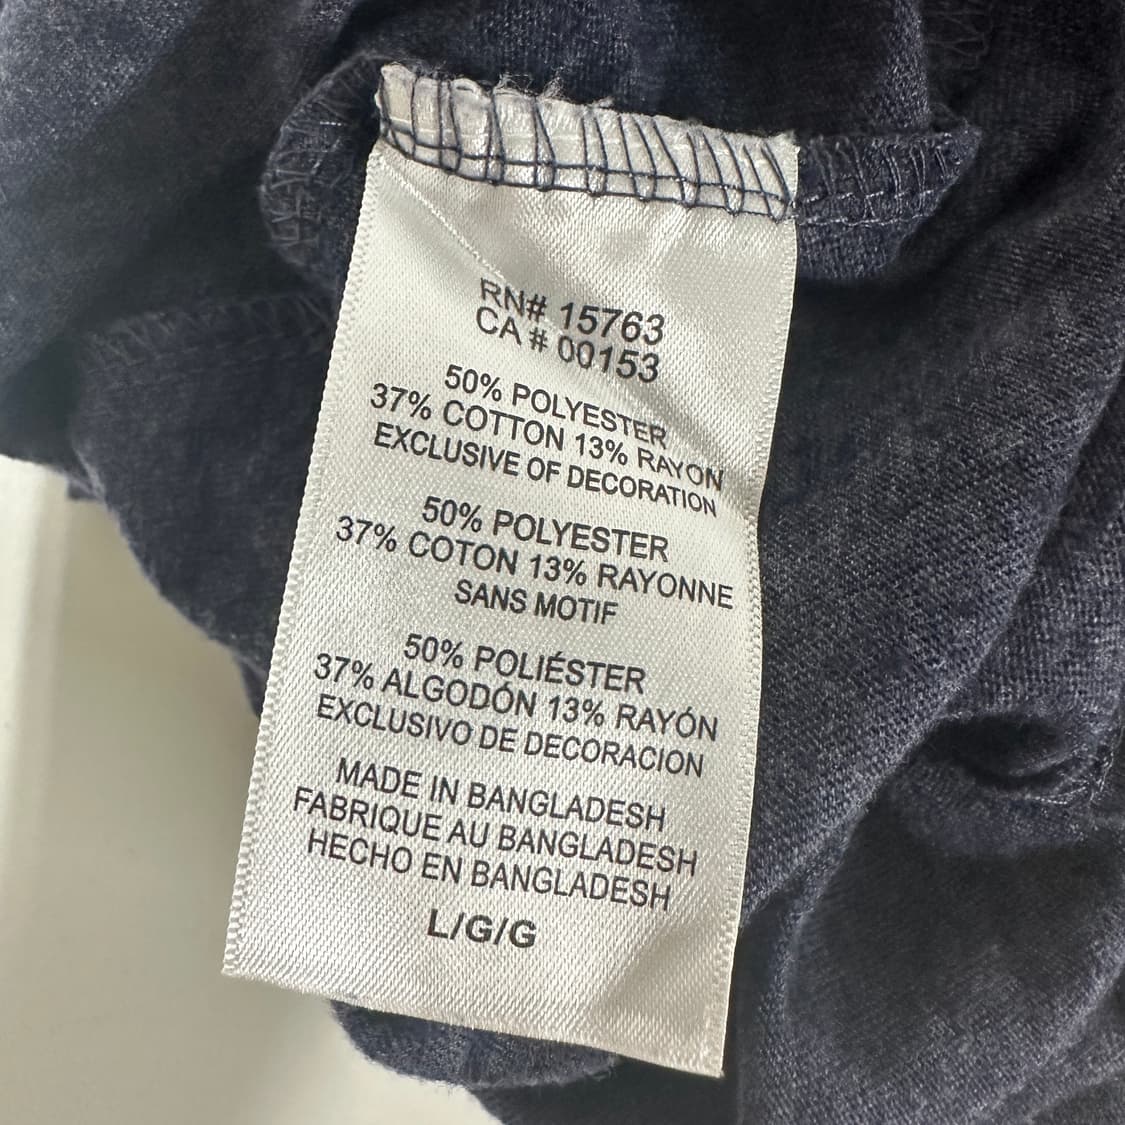 RN# 15763
CA # 00153
50% POLYESTER
37% COTTON 13% RAYON
EXCLUSIVE OF DECORATION
50% POLYESTER
37% COTON 13% RAYONNE
SANS MOTIF
50% POLIÉSTER
37% ALGODÓN 13% RAYÓN
EXCLUSIVO DE DECORACION
MADE IN BANGLADESH
FABRIQUE AU BANGLADESH
HECHO EN BANGLADESH
L/G/G